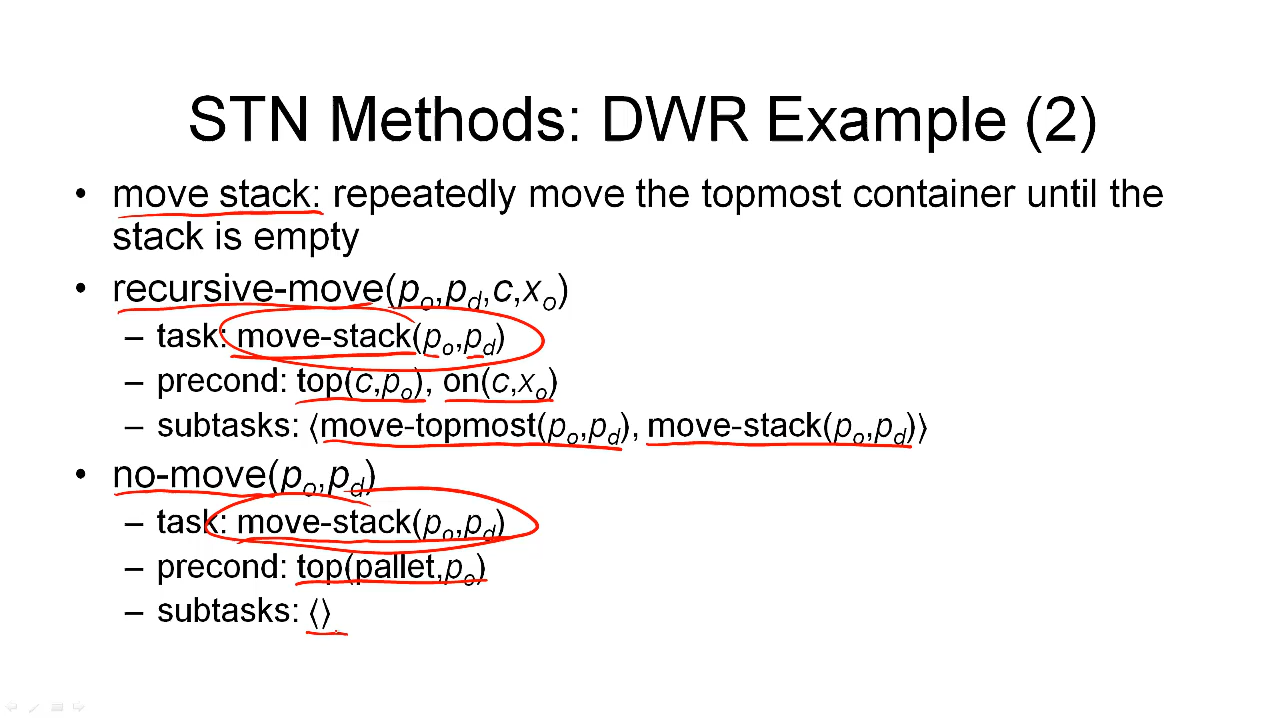 STN Methods: DWR Example (2)
• move stack: repeatedly move the topmost container until the
stack is empty
• recursive-move(po,pd,c,xo)
– task: move-stack(po,pd)
– precond: top(c,po), on(c,xo)
– subtasks: ⟨move-topmost(po,pd), move-stack(po,pd)⟩
• no-move(po,pd)
– task: move-stack(po,pd)
– precond: top(pallet,po)
– subtasks: ⟨⟩